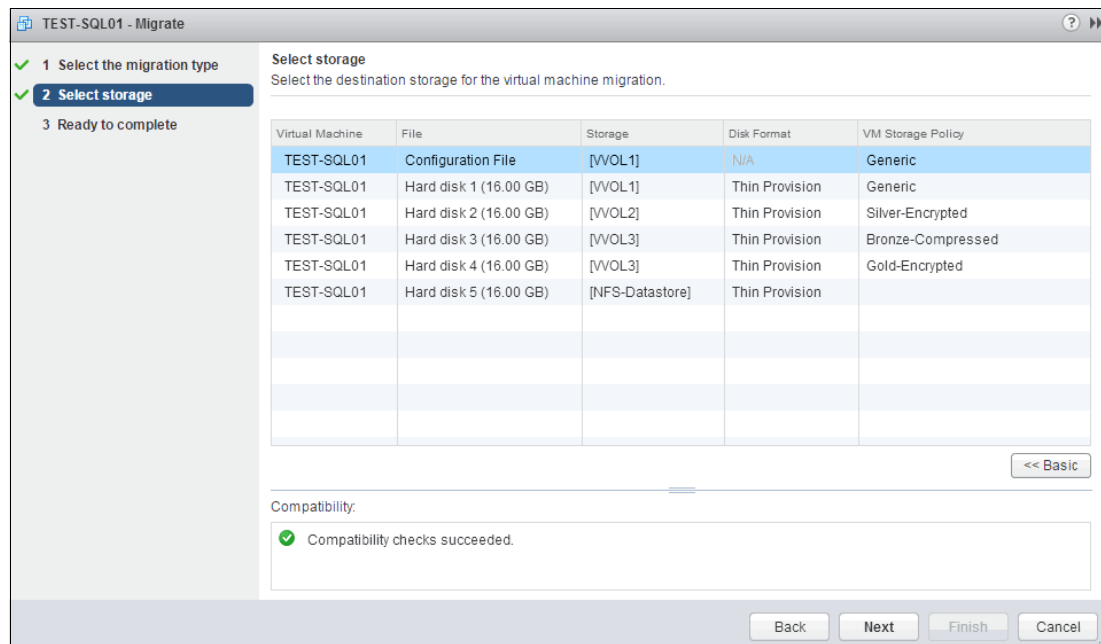 TEST-SQL01 - Migrate
1 Select the migration type
2 Select storage
3 Ready to complete
Select storage
Select the destination storage for the virtual machine migration.
Virtual Machine File Storage Disk Format VM Storage Policy
TEST-SQL01 Configuration File [VVOL1] N/A Generic
TEST-SQL01 Hard disk 1 (16.00 GB) [VVOL1] Thin Provision Generic
TEST-SQL01 Hard disk 2 (16.00 GB) [VVOL2] Thin Provision Silver-Encrypted
TEST-SQL01 Hard disk 3 (16.00 GB) [VVOL3] Thin Provision Bronze-Compressed
TEST-SQL01 Hard disk 4 (16.00 GB) [VVOL3] Thin Provision Gold-Encrypted
TEST-SQL01 Hard disk 5 (16.00 GB) [NFS-Datastore] Thin Provision
<< Basic
Compatibility:
Compatibility checks succeeded.
Back Next Finish Cancel